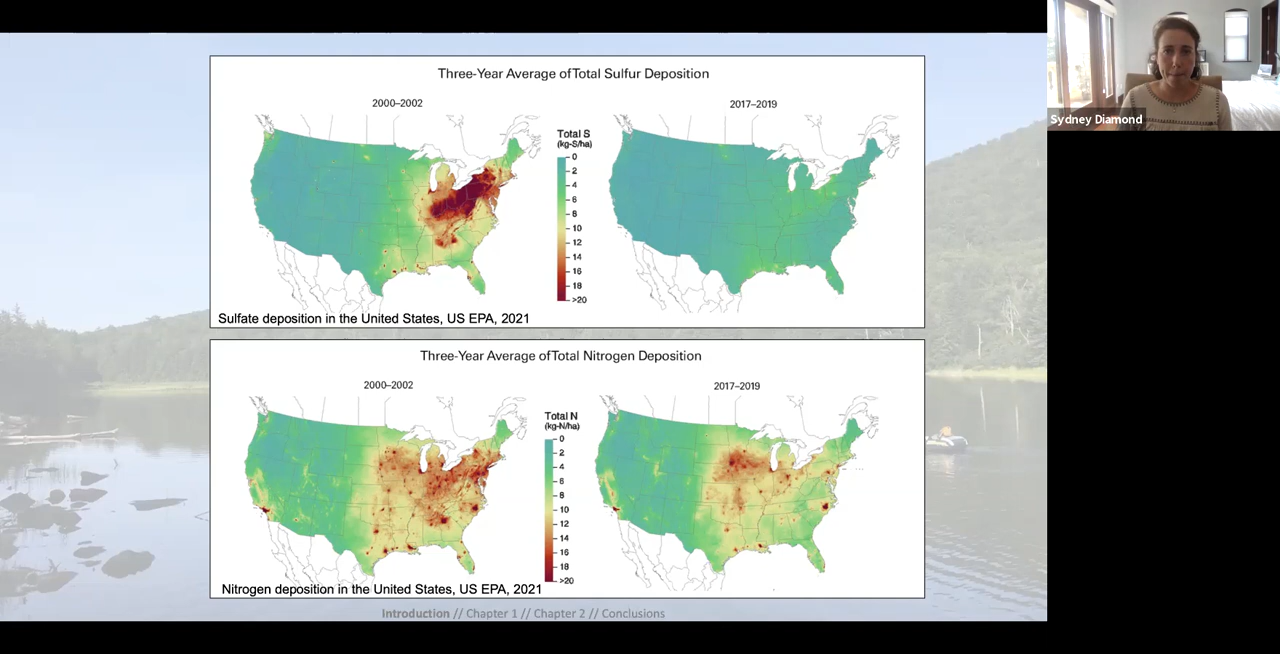 Three-Year Average of Total Sulfur Deposition
2000–2002
2017–2019
Total S
(kg-S/ha)
0
2
4
6
8
10
12
14
16
18
>20
Sulfate deposition in the United States, US EPA, 2021
Three-Year Average of Total Nitrogen Deposition
2000–2002
2017–2019
Total N
(kg-N/ha)
0
2
4
6
8
10
12
14
16
18
>20
Nitrogen deposition in the United States, US EPA, 2021
Introduction // Chapter 1 // Chapter 2 // Conclusions
Sydney Diamond